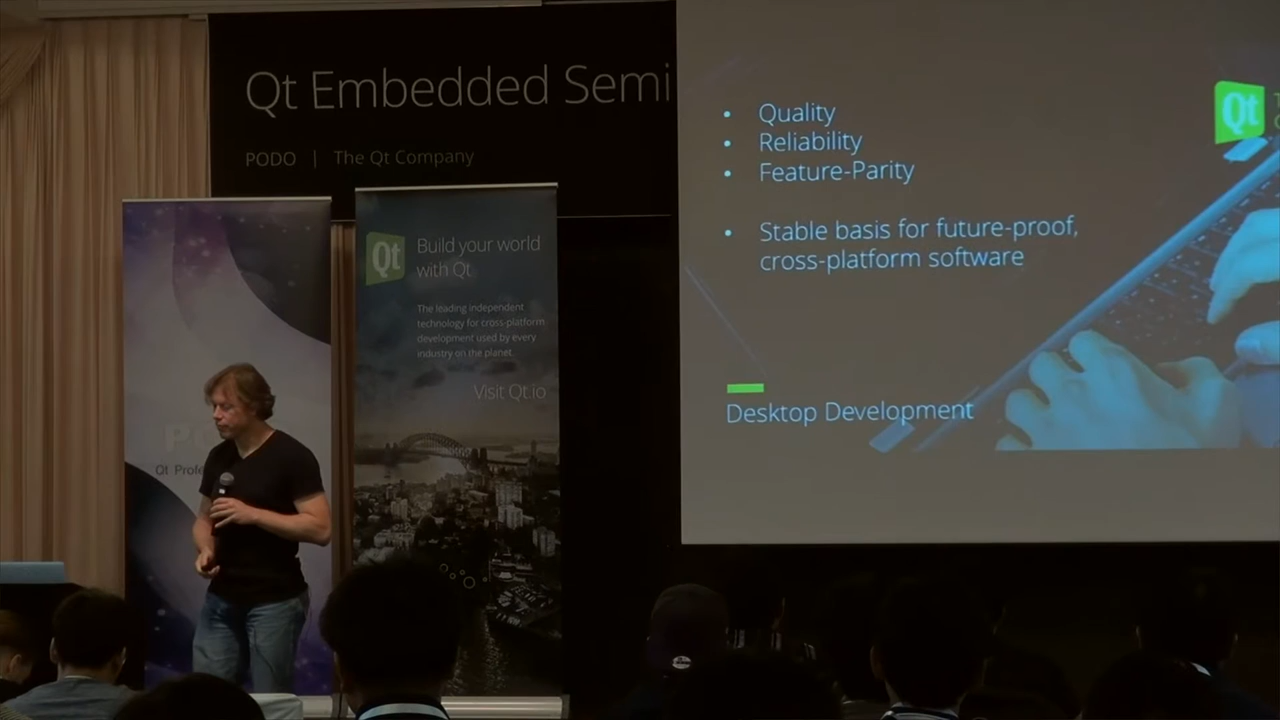 Qt Embedded Semi
PODO | The Qt Company
Qt
Build your world
with Qt
The leading independent
technology for cross-platform
development used by every
industry on the planet.
Visit Qt.io
Qt
• Quality
• Reliability
• Feature-Parity
• Stable basis for future-proof,
cross-platform software
Desktop Development
Qt